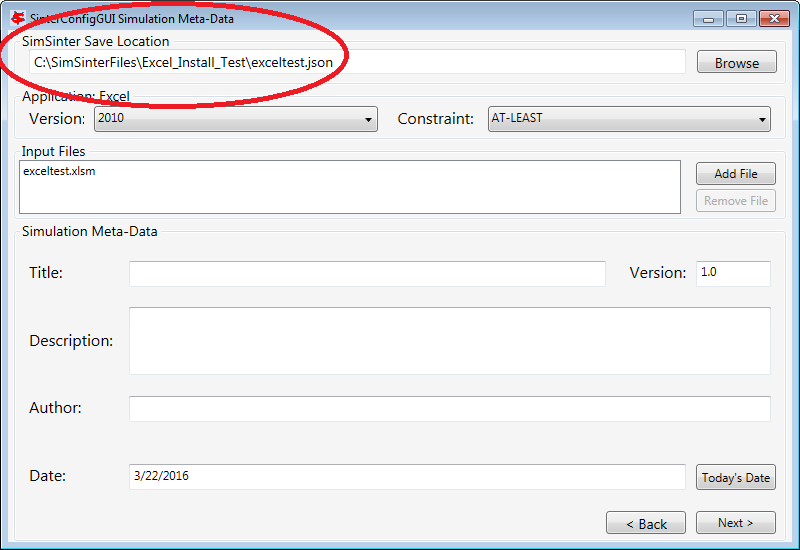 SinterConfigGUI Simulation Meta-Data
SimSinter Save Location
C:\SimSinterFiles\Excel_Install_Test\exceltest.json
Browse
Application: Excel
Version: 2010 Constraint: AT-LEAST
Input Files
exceltest.xlsm
Add File
Remove File
Simulation Meta-Data
Title: Version: 1.0
Description:
Author:
Date: 3/22/2016 Today's Date
< Back Next >